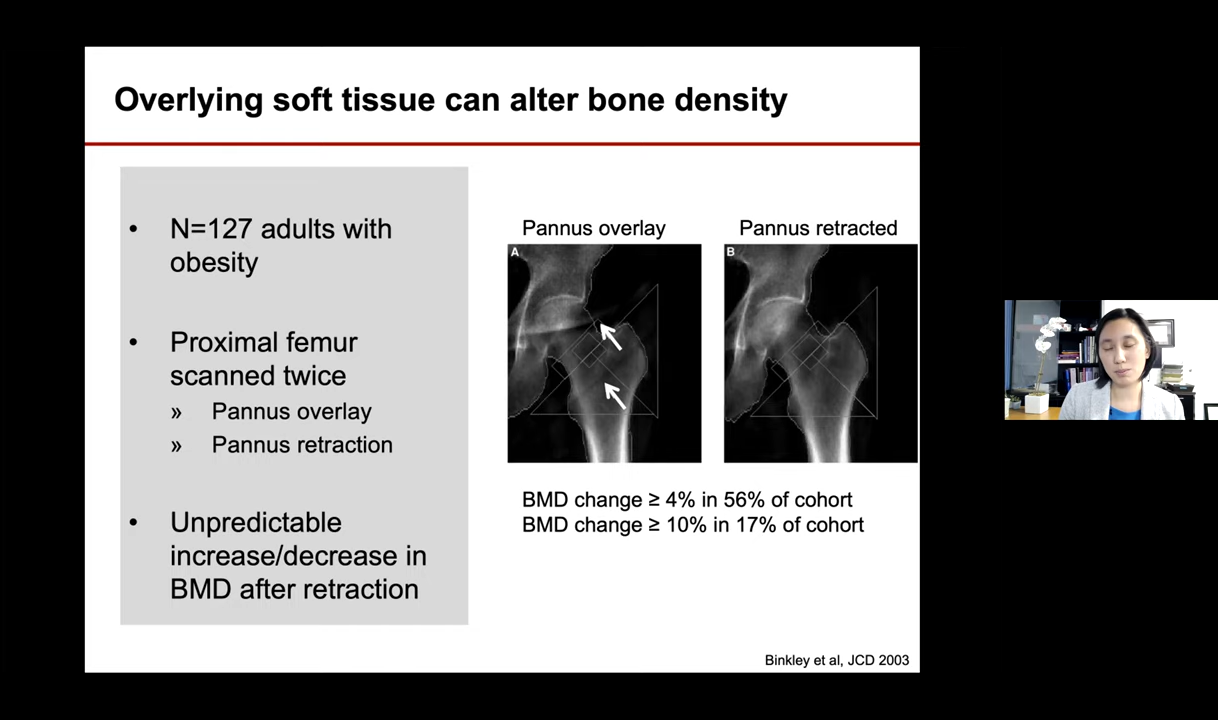 Overlying soft tissue can alter bone density
• N=127 adults with
obesity
• Proximal femur
scanned twice
» Pannus overlay
» Pannus retraction
• Unpredictable
increase/decrease in
BMD after retraction
Pannus overlay
Pannus retracted
A
B
BMD change ≥ 4% in 56% of cohort
BMD change ≥ 10% in 17% of cohort
Binkley et al, JCD 2003